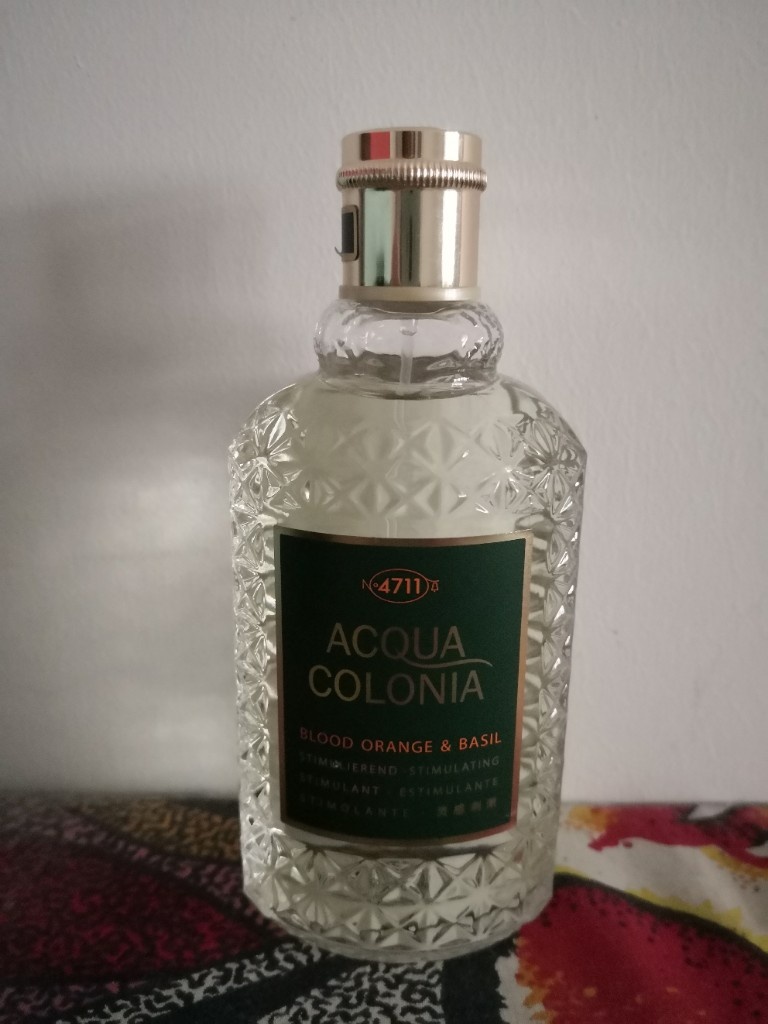 Nº4711
ACQUA
COLONIA
BLOOD ORANGE & BASIL
STIMULIEREND · STIMULATING
STIMULANT · ESTIMULANTE
STIMOLANTE ·